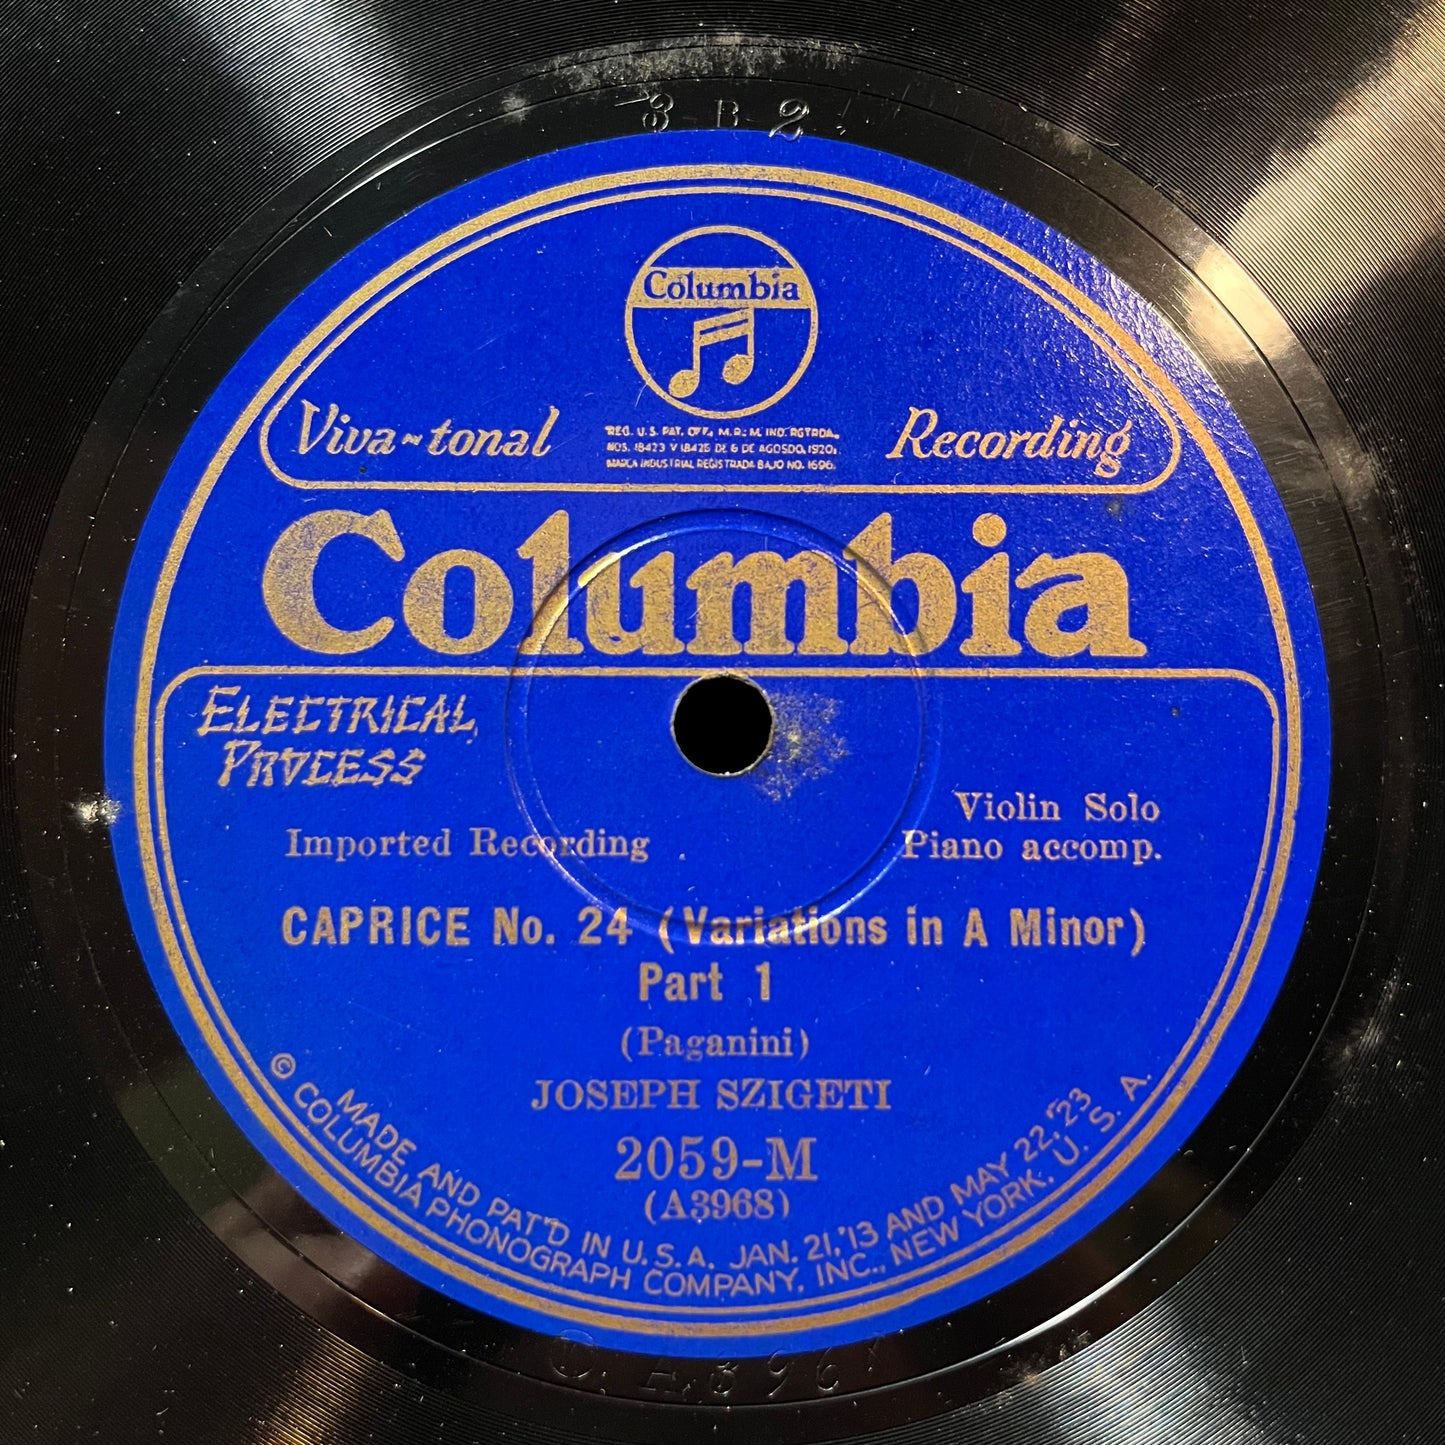 3-B-2
Columbia
Viva-tonal Recording
REG. U.S. PAT. OFF., M. R.; M. IND. RGTRDA.
NOS. 18423 Y 18425 DE 6 DE AGOSDO, 1920;
MARCA INDUSTRIAL REGISTRADA BAJO NO. 1696.
Columbia
ELECTRICAL
PROCESS
Violin Solo
Imported Recording
Piano accomp.
CAPRICE No. 24 (Variations in A Minor)
Part 1
(Paganini)
JOSEPH SZIGETI
2059-M
(A3968)
MADE AND PAT'D IN U.S.A. JAN. 21,'13 AND MAY 22,'23
© COLUMBIA PHONOGRAPH COMPANY, INC., NEW YORK, U. S. A.